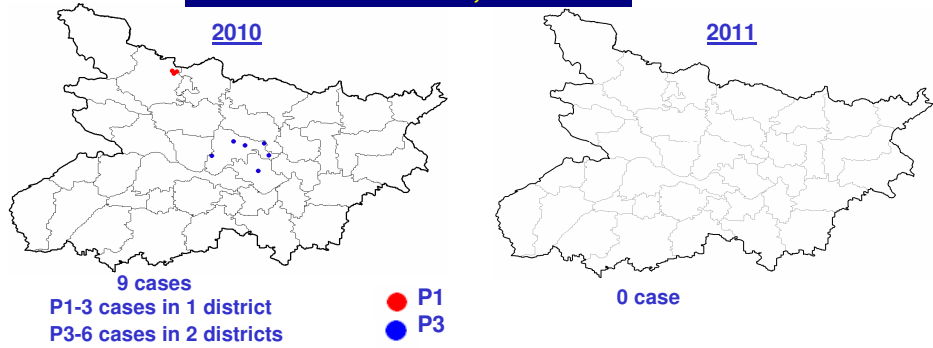 2010
2011
9 cases
P1-3 cases in 1 district
P3-6 cases in 2 districts
P1
P3
0 case